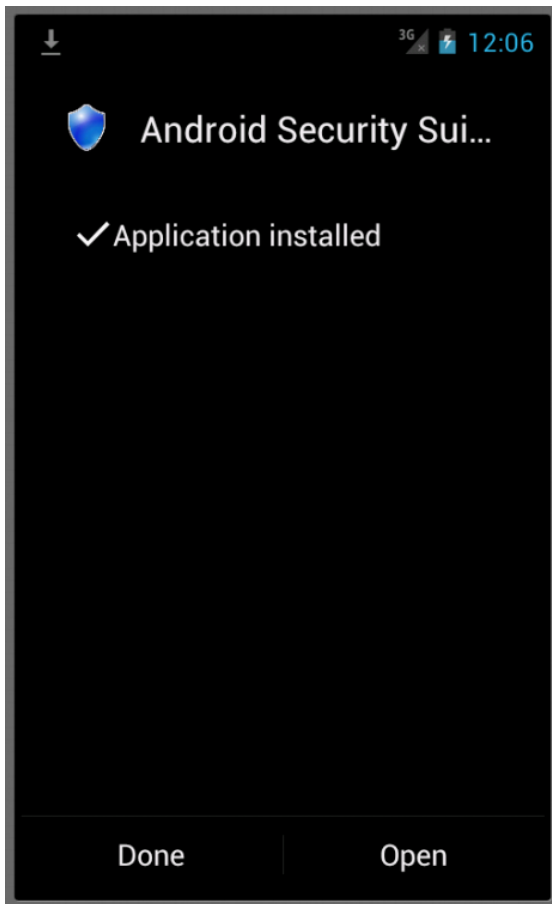 3G 12:06
Android Security Sui...
Application installed
Done Open